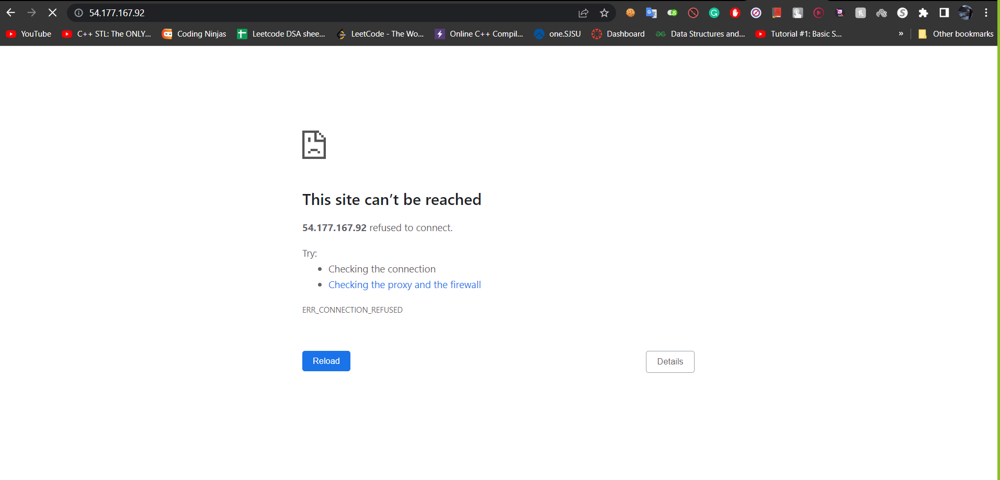 54.177.167.92
YouTube C++ STL: The ONLY... Coding Ninjas Leetcode DSA shee... LeetCode - The Wo... Online C++ Compil... one.SJSU Dashboard Data Structures and... Tutorial #1: Basic S... » Other bookmarks
This site can’t be reached
54.177.167.92 refused to connect.
Try:
• Checking the connection
• Checking the proxy and the firewall
ERR_CONNECTION_REFUSED
Reload Details